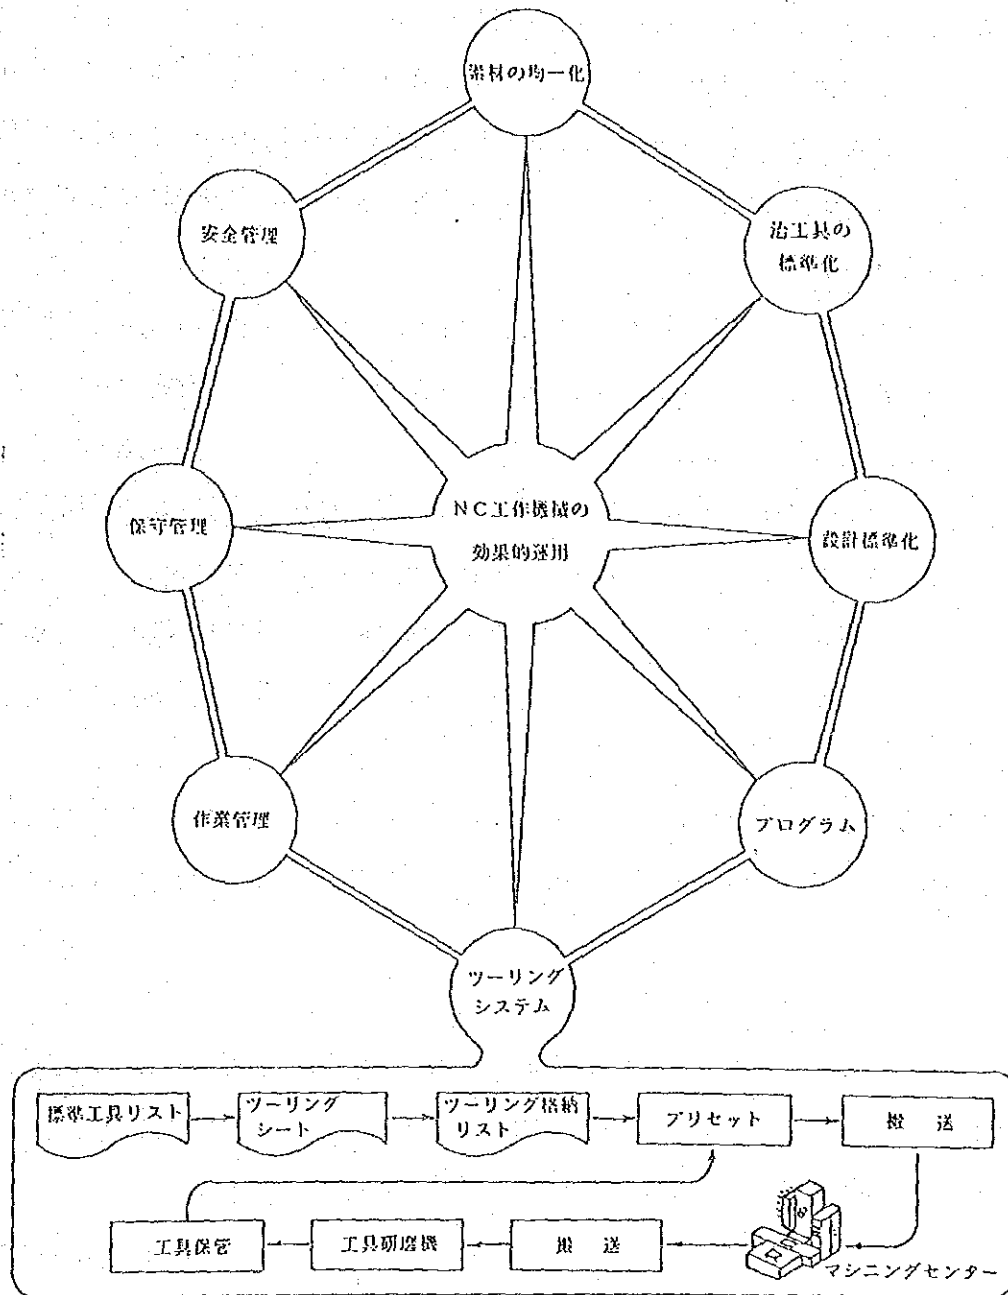 素材の均一化
安全管理
治工具の
標準化
NC工作機械の
効果的運用
保守管理
設計標準化
作業管理
プログラム
ツーリング
システム
標準工具リスト
ツーリング
シート
ツーリング格納
リスト
プリセット
搬 送
工具保管
工具研磨機
搬 送
マシニングセンター